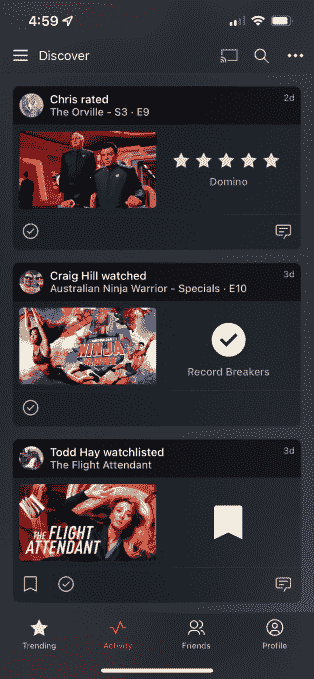 4:59
Discover
Chris rated
2d
The Orville - S3 · E9
Domino
Craig Hill watched
3d
Australian Ninja Warrior - Specials · E10
NINJA
Record Breakers
Todd Hay watchlisted
3d
The Flight Attendant
THE FLIGHT
ATTENDANT
Trending
Activity
Friends
Profile